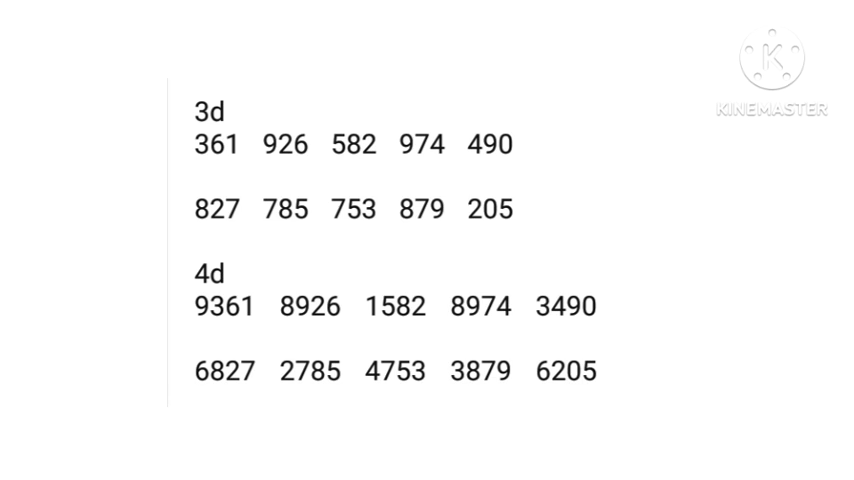 K
KINEMASTER
3d
361 926 582 974 490
827 785 753 879 205
4d
9361 8926 1582 8974 3490
6827 2785 4753 3879 6205